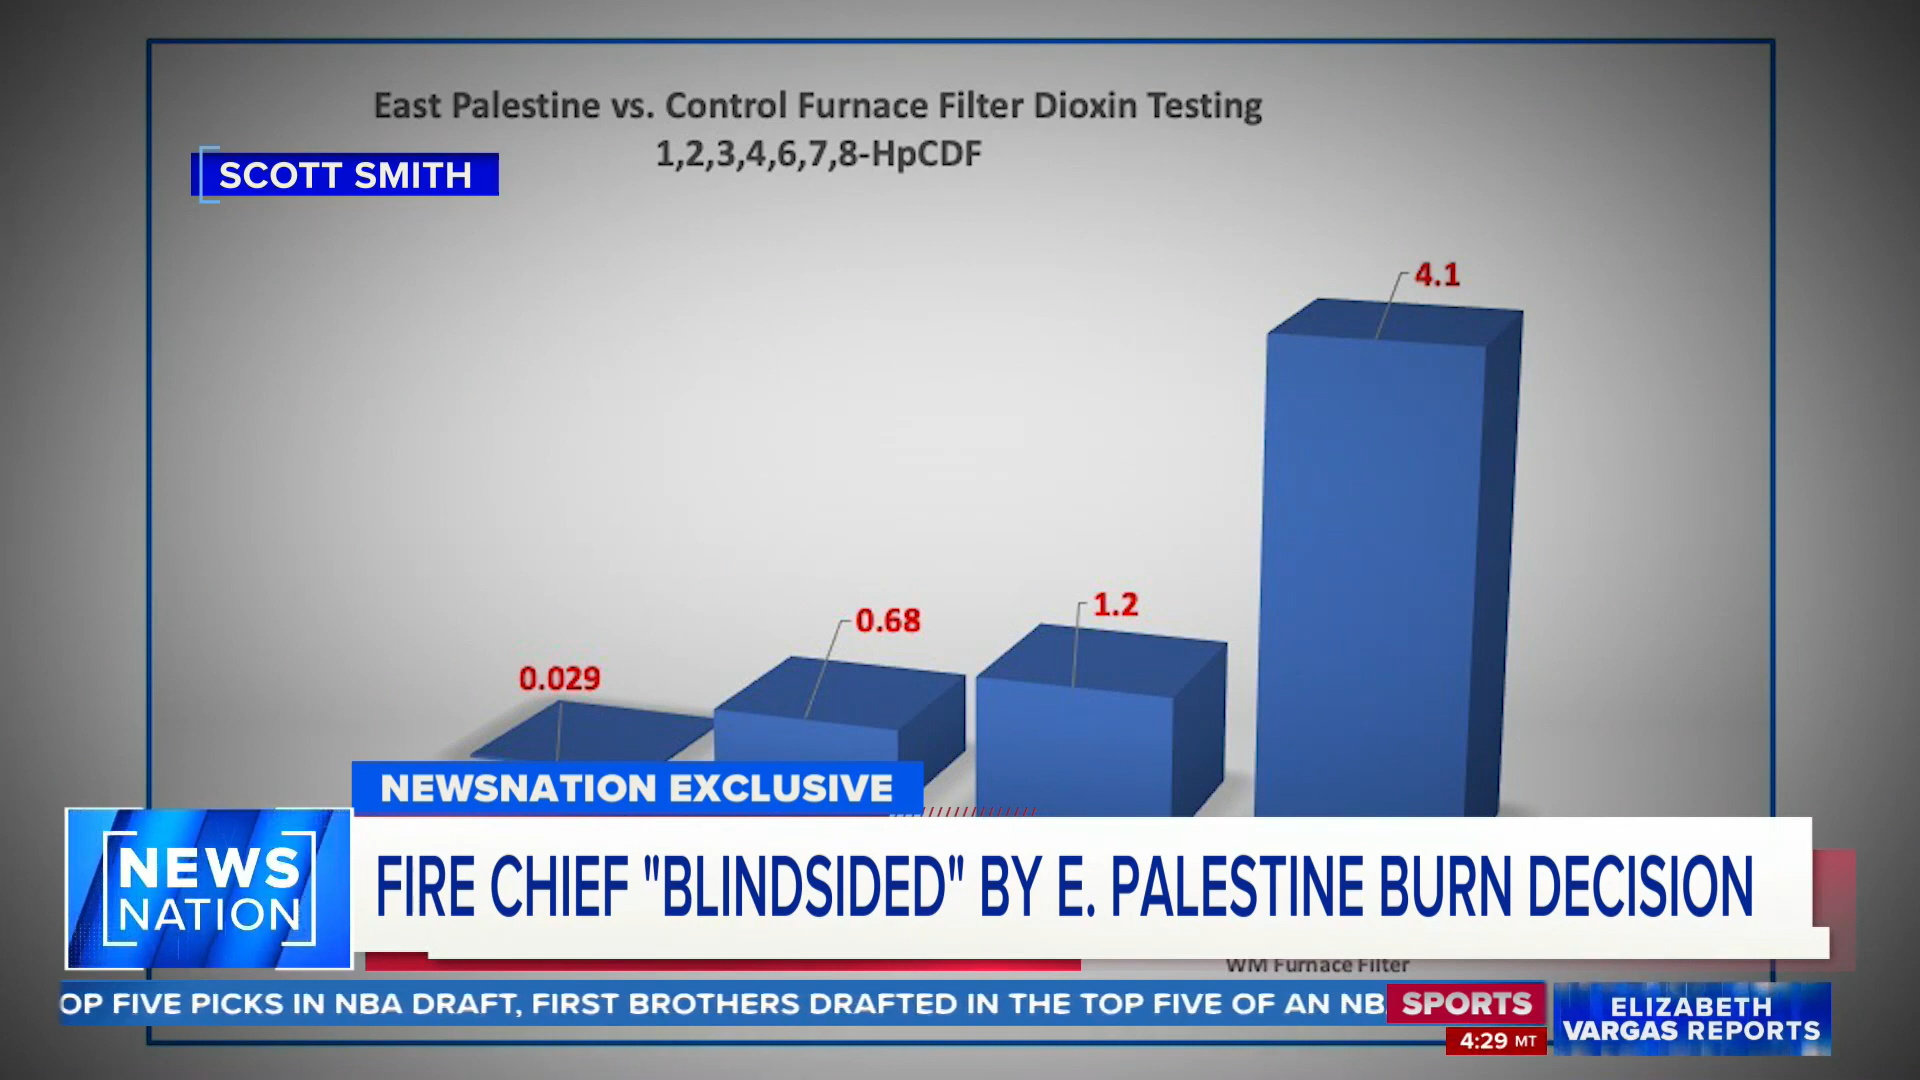 East Palestine vs. Control Furnace Filter Dioxin Testing
1,2,3,4,6,7,8-HpCDF
SCOTT SMITH
4.1
1.2
0.68
0.029
NEWSNATION EXCLUSIVE
FIRE CHIEF "BLINDSIDED" BY E. PALESTINE BURN DECISION
NEWS
NATION
WM Furnace Filter
OP FIVE PICKS IN NBA DRAFT, FIRST BROTHERS DRAFTED IN THE TOP FIVE OF AN NB
SPORTS
4:29 MT
ELIZABETH
VARGAS REPORTS